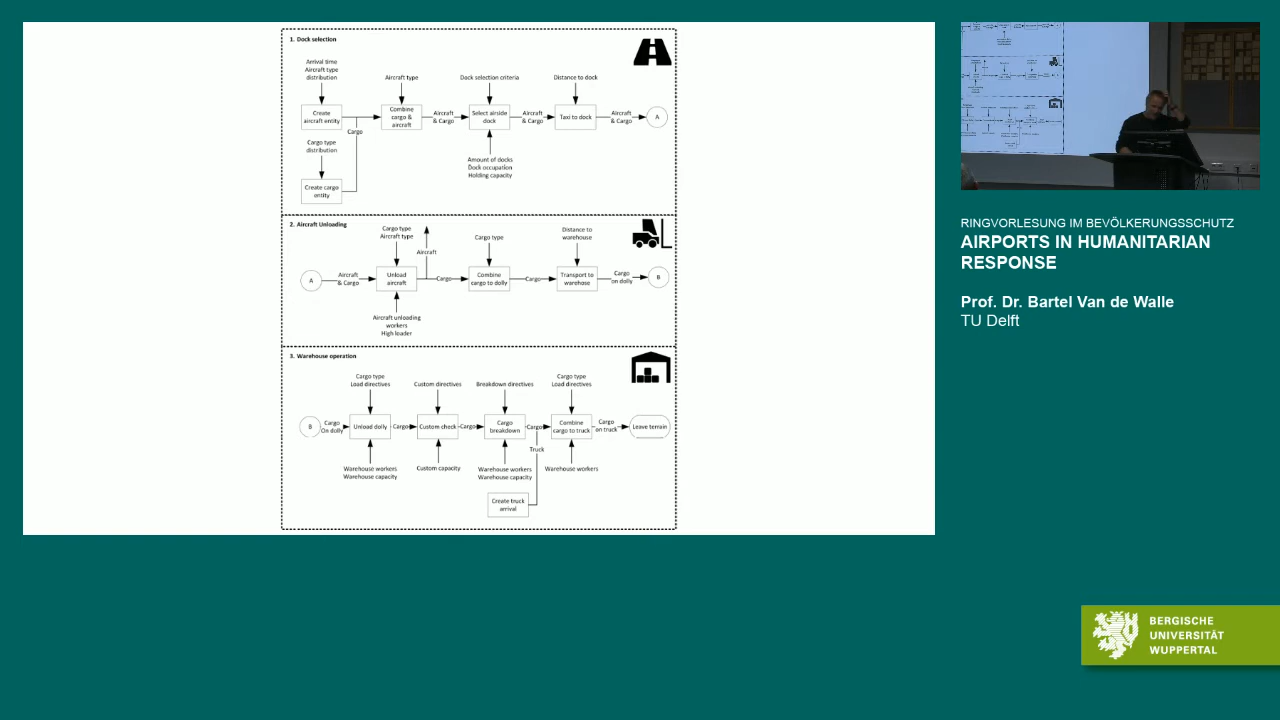 1. Dock selection
Arrival time
Aircraft type
distribution
Aircraft type
Dock selection criteria
Distance to dock
Create
aircraft entity
Cargo
Combine
cargo &
aircraft
Aircraft
& Cargo
Select airside
dock
Aircraft
& Cargo
Taxi to dock
Aircraft
& Cargo
A
Cargo type
distribution
Amount of docks
Dock occupation
Holding capacity
Create cargo
entity
2. Aircraft Unloading
Cargo type
Aircraft type
Aircraft
Cargo type
Distance to
warehouse
A
Aircraft
& Cargo
Unload
aircraft
Cargo
Combine
cargo to dolly
Cargo
Transport to
warehose
Cargo
on dolly
B
Aircraft unloading
workers
High loader
3. Warehouse operation
Cargo type
Load directives
Custom directives
Breakdown directives
Cargo type
Load directives
B
Cargo
On dolly
Unload dolly
Cargo
Custom check
Cargo
Cargo
breakdown
Cargo
Combine
cargo to truck
Cargo
on truck
Leave terrain
Truck
Warehouse workers
Warehouse capacity
Custom capacity
Warehouse workers
Warehouse capacity
Warehouse workers
Create truck
arrival
RINGVORLESUNG IM BEVÖLKERUNGSSCHUTZ
AIRPORTS IN HUMANITARIAN
RESPONSE
Prof. Dr. Bartel Van de Walle
TU Delft
BERGISCHE
UNIVERSITÄT
WUPPERTAL